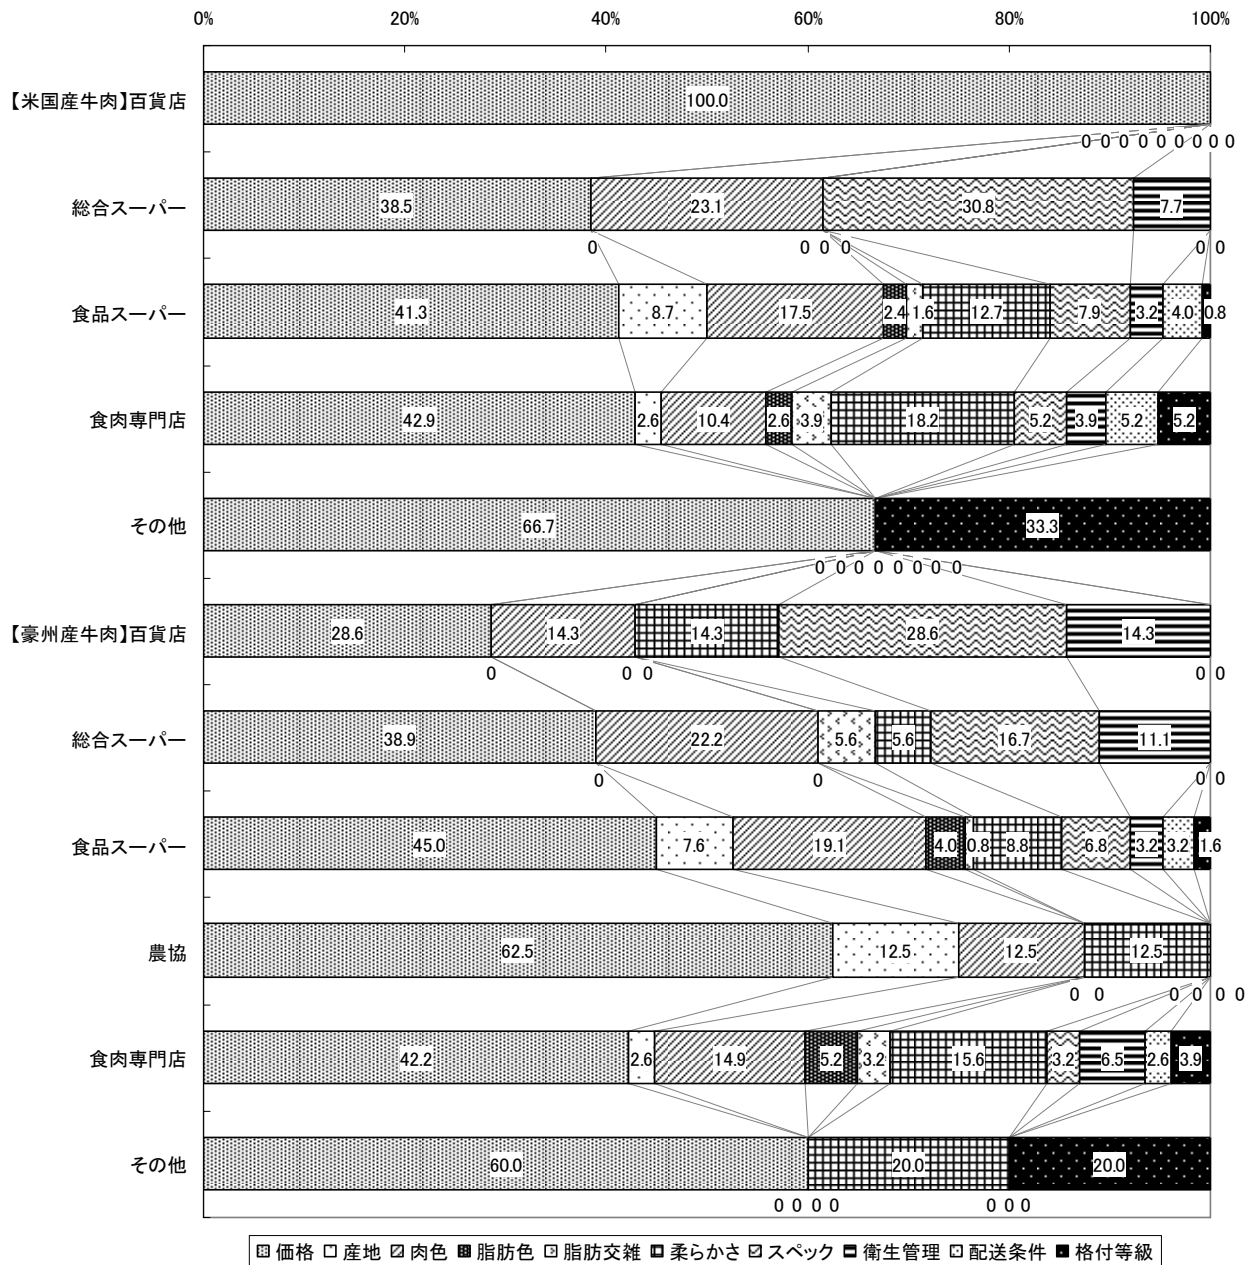 0% 20% 40% 60% 80% 100%
【米国産牛肉】百貨店 100.0
0 0 0 0 0 0 0 0 0
総合スーパー 38.5 23.1 30.8 7.7
0 0 0 0 0 0
食品スーパー 41.3 8.7 17.5 2.4 1.6 12.7 7.9 3.2 4.0 0.8
食肉専門店 42.9 2.6 10.4 2.6 3.9 18.2 5.2 3.9 5.2 5.2
その他 66.7 33.3
0 0 0 0 0 0 0 0
【豪州産牛肉】百貨店 28.6 14.3 14.3 28.6 14.3
0 0 0 0 0
総合スーパー 38.9 22.2 5.6 5.6 16.7 11.1
0 0 0 0
食品スーパー 45.0 7.6 19.1 4.0 0.8 8.8 6.8 3.2 3.2 1.6
農協 62.5 12.5 12.5 12.5
0 0 0 0 0 0
食肉専門店 42.2 2.6 14.9 5.2 3.2 15.6 3.2 6.5 2.6 3.9
その他 60.0 20.0 20.0
0 0 0 0 0 0 0
価格 産地 肉色 脂肪色 脂肪交雑 柔らかさ スペック 衛生管理 配送条件 格付等級